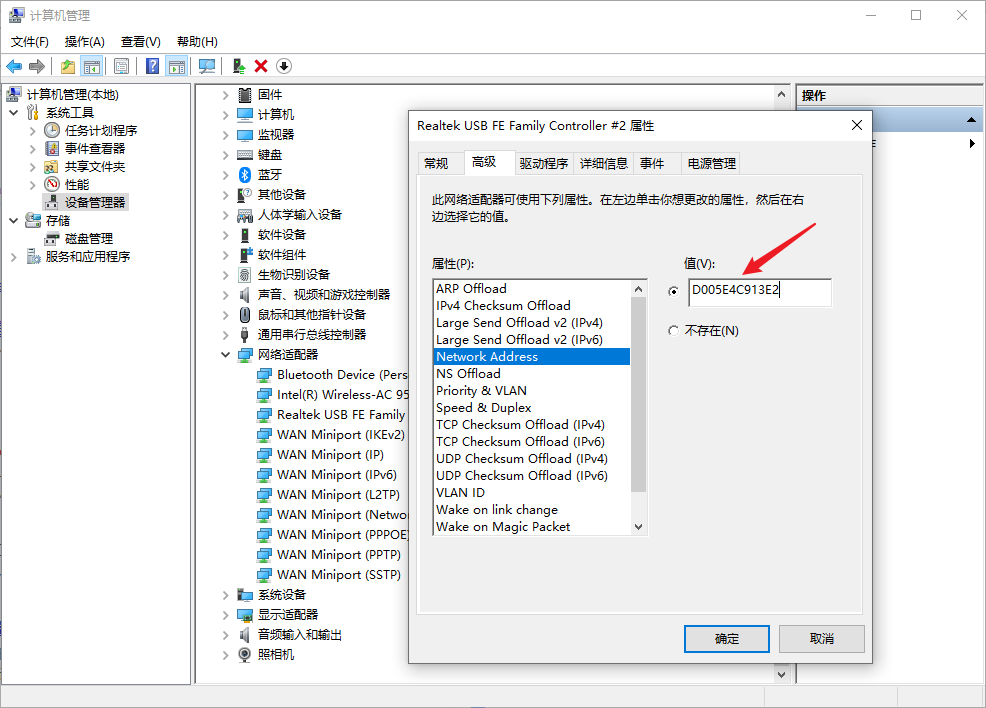 计算机管理
文件(F) 操作(A) 查看(V) 帮助(H)
计算机管理(本地)
系统工具
任务计划程序
事件查看器
共享文件夹
性能
设备管理器
存储
磁盘管理
服务和应用程序
固件
计算机
监视器
键盘
蓝牙
其他设备
人体学输入设备
软件设备
软件组件
生物识别设备
声音、视频和游戏控制器
鼠标和其他指针设备
通用串行总线控制器
网络适配器
Bluetooth Device (Pers
Intel(R) Wireless-AC 95
Realtek USB FE Family
WAN Miniport (IKEv2)
WAN Miniport (IP)
WAN Miniport (IPv6)
WAN Miniport (L2TP)
WAN Miniport (Netwo
WAN Miniport (PPPOE)
WAN Miniport (PPTP)
WAN Miniport (SSTP)
系统设备
显示适配器
音频输入和输出
照相机
操作
Realtek USB FE Family Controller #2 属性
常规 高级 驱动程序 详细信息 事件 电源管理
此网络适配器可使用下列属性。在左边单击你想更改的属性，然后在右
边选择它的值。
属性(P):
ARP Offload
IPv4 Checksum Offload
Large Send Offload v2 (IPv4)
Large Send Offload v2 (IPv6)
Network Address
NS Offload
Priority & VLAN
Speed & Duplex
TCP Checksum Offload (IPv4)
TCP Checksum Offload (IPv6)
UDP Checksum Offload (IPv4)
UDP Checksum Offload (IPv6)
VLAN ID
Wake on link change
Wake on Magic Packet
值(V):
D005E4C913E2
不存在(N)
确定 取消